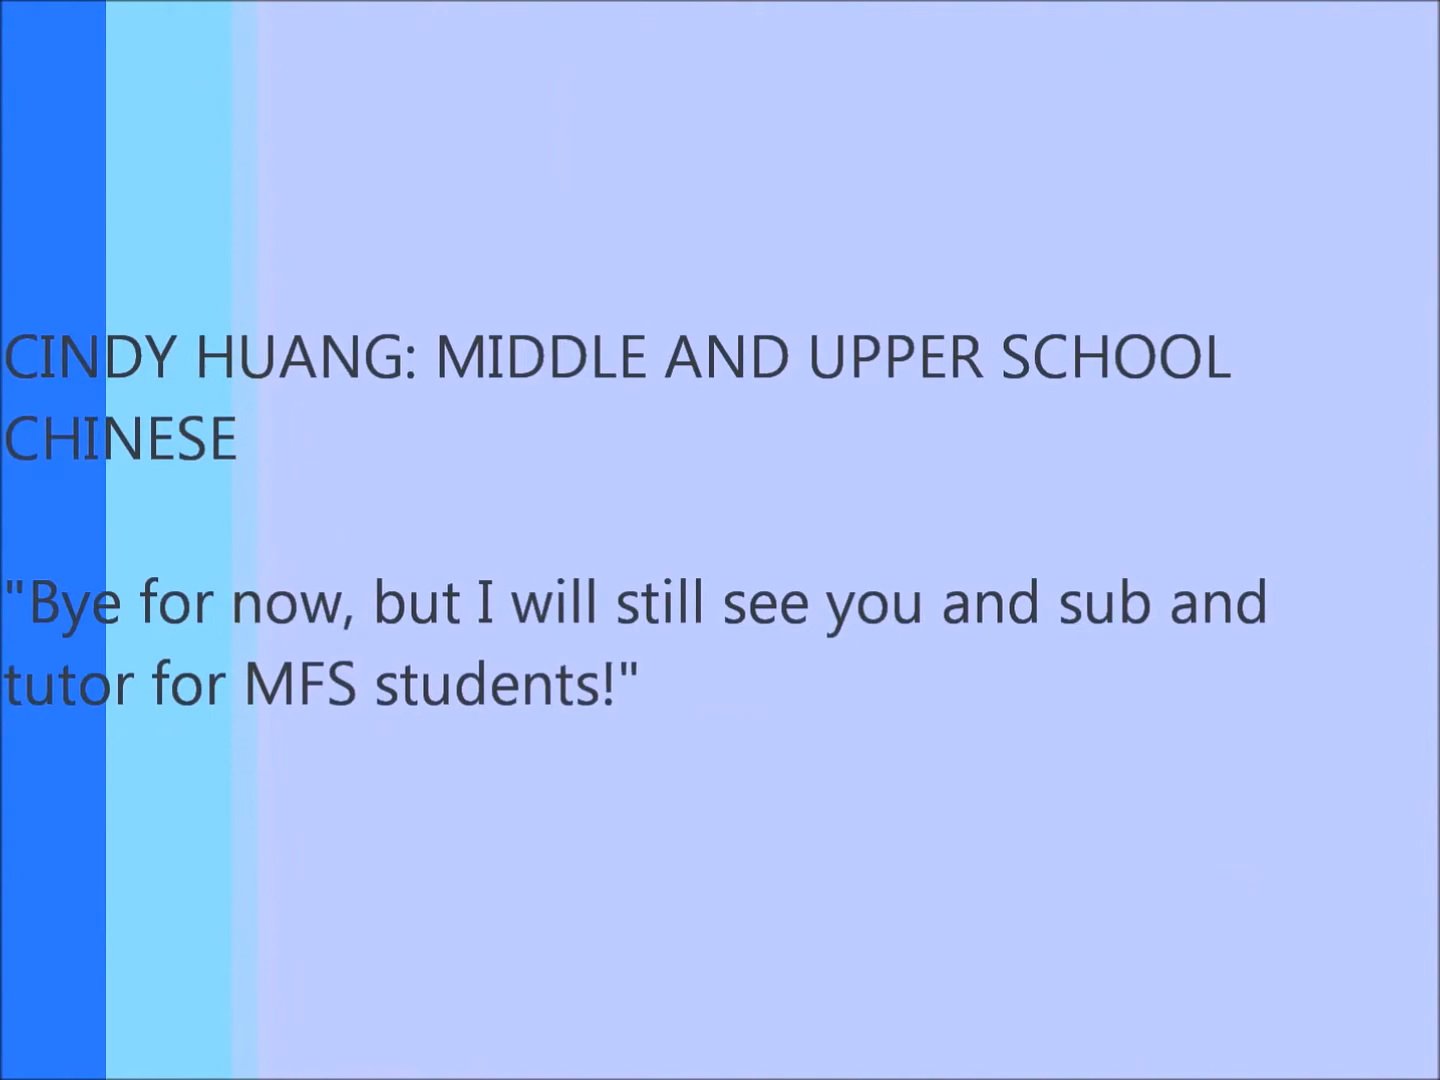 CINDY HUANG: MIDDLE AND UPPER SCHOOL
CHINESE
"Bye for now, but I will still see you and sub and
tutor for MFS students!"